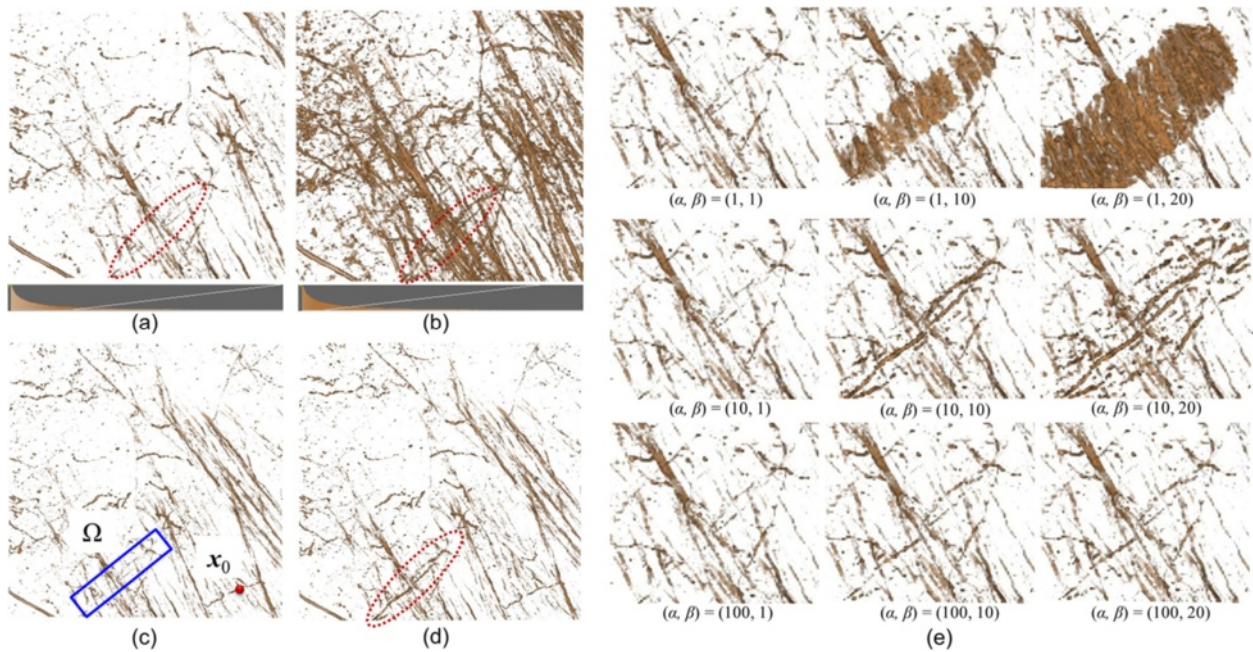 (a)
(b)
Ω
x₀
(c)
(d)
(α, β) = (1, 1)
(α, β) = (1, 10)
(α, β) = (1, 20)
(α, β) = (10, 1)
(α, β) = (10, 10)
(α, β) = (10, 20)
(α, β) = (100, 1)
(α, β) = (100, 10)
(α, β) = (100, 20)
(e)